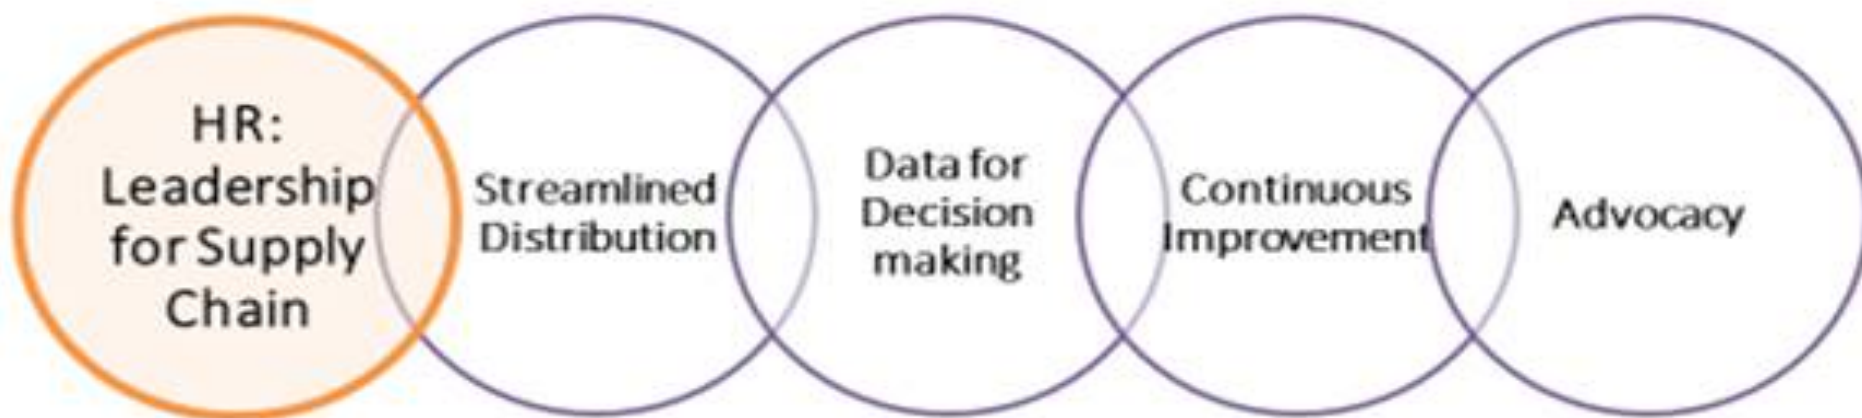 HR:
Leadership
for Supply
Chain
Streamlined
Distribution
Data for
Decision
making
Continuous
Improvement
Advocacy